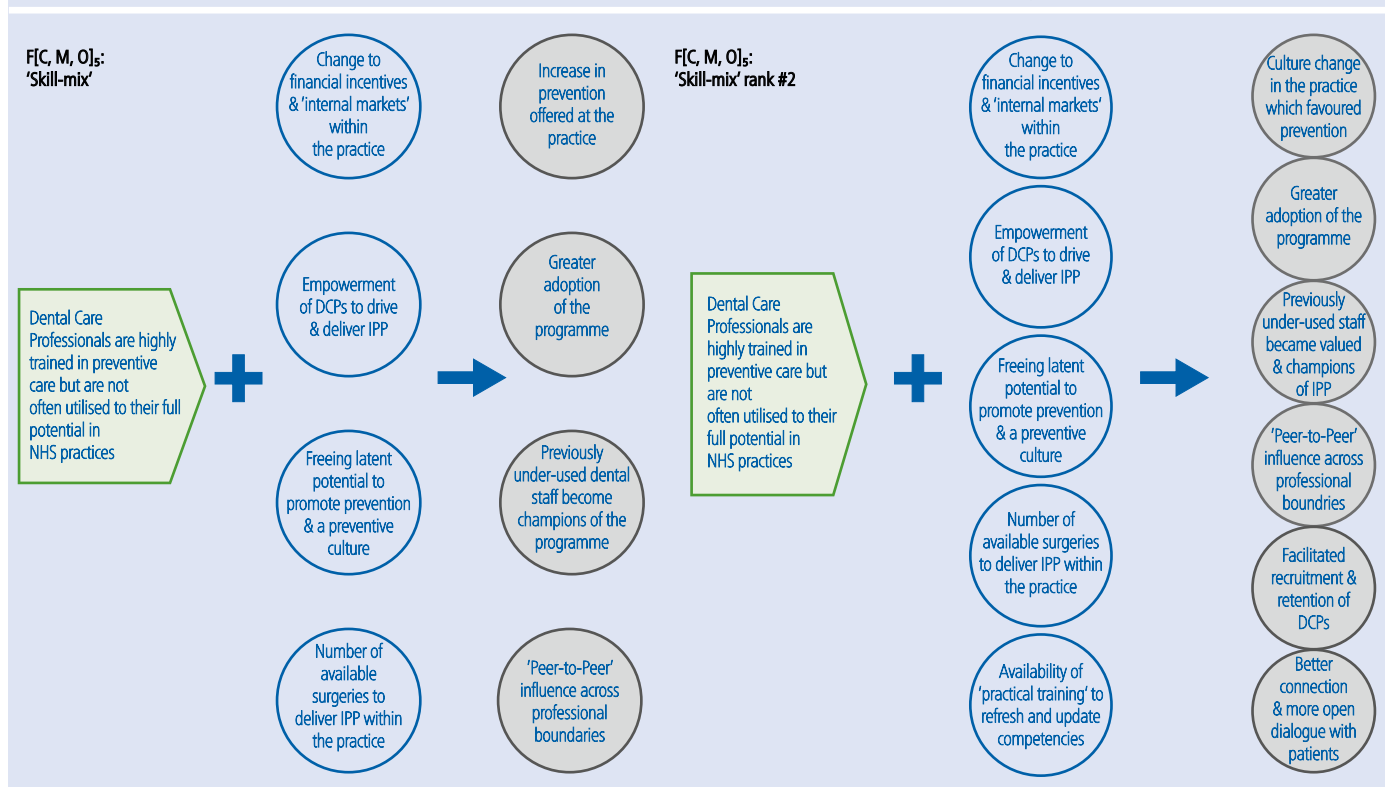 F[C, M, O]₅:
'Skill-mix'
Dental Care
Professionals are highly
trained in preventive
care but are not
often utilised to their full
potential in
NHS practices
Change to
financial incentives
& 'internal markets'
within
the practice
Empowerment
of DCPs to drive
& deliver IPP
Freeing latent
potential to
promote prevention
& a preventive
culture
Number of
available
surgeries to
deliver IPP within
the practice
Increase in
prevention
offered at the
practice
Greater
adoption
of the
programme
Previously
under-used dental
staff become
champions of the
programme
'Peer-to-Peer'
influence across
professional
boundaries
F[C, M, O]₅:
'Skill-mix' rank #2
Dental Care
Professionals are
highly trained in
preventive care but
are not
often utilised to their
full potential in
NHS practices
Change to
financial incentives
& 'internal markets'
within
the practice
Empowerment
of DCPs to drive
& deliver IPP
Freeing latent
potential to
promote prevention
& a preventive
culture
Number of
available surgeries
to deliver IPP within
the practice
Availability of
'practical training' to
refresh and update
competencies
Culture change
in the practice
which favoured
prevention
Greater
adoption of the
programme
Previously
under-used staff
became valued
& champions
of IPP
'Peer-to-Peer'
influence across
professional
boundries
Facilitated
recruitment &
retention of
DCPs
Better
connection
& more open
dialogue with
patients